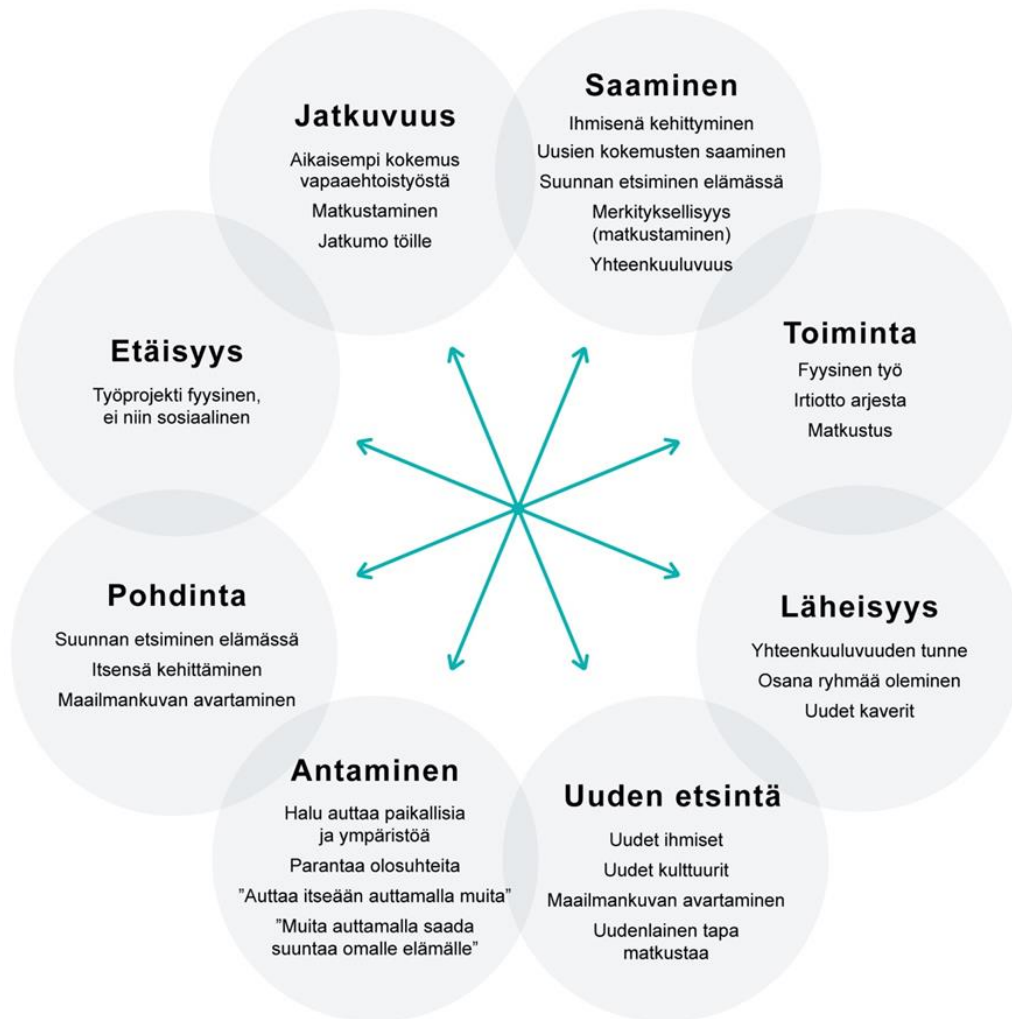 Jatkuvuus
Aikaisempi kokemus
vapaaehtoistyöstä
Matkustaminen
Jatkumo töille
Saaminen
Ihmisenä kehittyminen
Uusien kokemusten saaminen
Suunnan etsiminen elämässä
Merkityksellisyys
(matkustaminen)
Yhteenkuuluvuus
Toiminta
Fyysinen työ
Irtiotto arjesta
Matkustus
Läheisyys
Yhteenkuuluvuuden tunne
Osana ryhmää oleminen
Uudet kaverit
Uuden etsintä
Uudet ihmiset
Uudet kulttuurit
Maailmankuvan avartaminen
Uudenlainen tapa
matkustaa
Antaminen
Halu auttaa paikallisia
ja ympäristöä
Parantaa olosuhteita
”Auttaa itseään auttamalla muita”
”Muita auttamalla saada
suuntaa omalle elämälle”
Pohdinta
Suunnan etsiminen elämässä
Itsensä kehittäminen
Maailmankuvan avartaminen
Etäisyys
Työprojekti fyysinen,
ei niin sosiaalinen